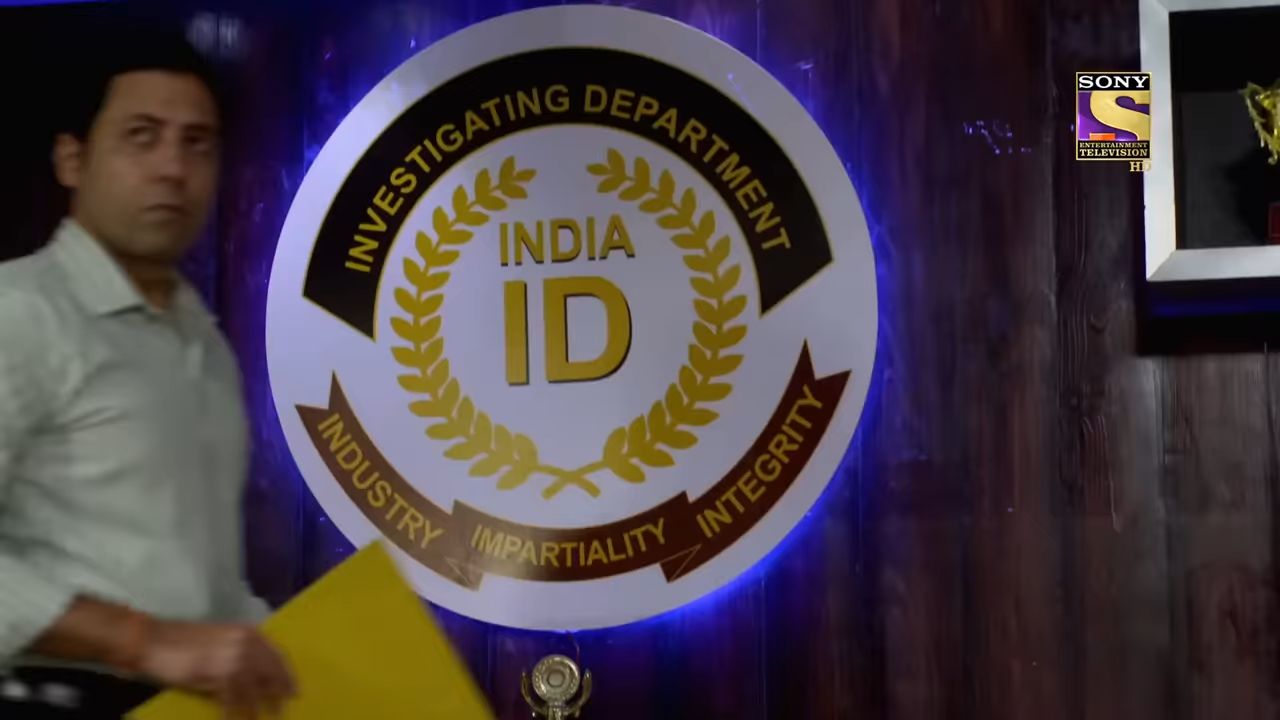 INVESTIGATING DEPARTMENT
INDIA
ID
INDUSTRY IMPARTIALITY INTEGRITY
SONY
S
ENTERTAINMENT
TELEVISION
HD